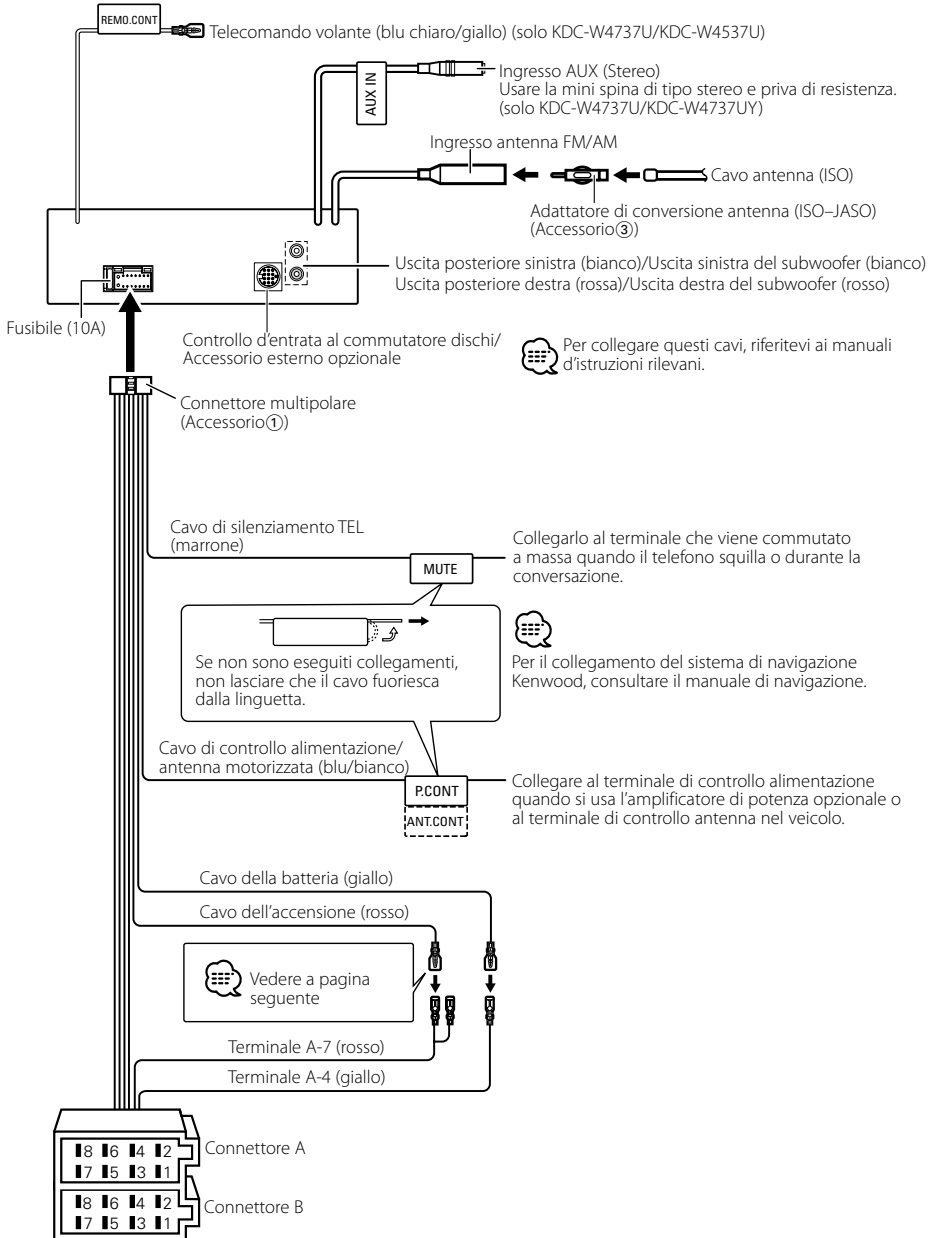 REMO.CONT
Telecomando volante (blu chiaro/giallo) (solo KDC-W4737U/KDC-W4537U)
AUX IN
Ingresso AUX (Stereo)
Usare la mini spina di tipo stereo e priva di resistenza.
(solo KDC-W4737U/KDC-W4737UY)
Ingresso antenna FM/AM
Cavo antenna (ISO)
Adattatore di conversione antenna (ISO–JASO)
(Accessorio③)
Uscita posteriore sinistra (bianco)/Uscita sinistra del subwoofer (bianco)
Uscita posteriore destra (rossa)/Uscita destra del subwoofer (rosso)
Fusibile (10A)
Controllo d'entrata al commutatore dischi/
Accessorio esterno opzionale
Per collegare questi cavi, riferitevi ai manuali
d'istruzioni rilevani.
Connettore multipolare
(Accessorio①)
Cavo di silenziamento TEL
(marrone)
MUTE
Collegarlo al terminale che viene commutato
a massa quando il telefono squilla o durante la
conversazione.
Se non sono eseguiti collegamenti,
non lasciare che il cavo fuoriesca
dalla linguetta.
Per il collegamento del sistema di navigazione
Kenwood, consultare il manuale di navigazione.
Cavo di controllo alimentazione/
antenna motorizzata (blu/bianco)
P.CONT
ANT.CONT
Collegare al terminale di controllo alimentazione
quando si usa l'amplificatore di potenza opzionale o
al terminale di controllo antenna nel veicolo.
Cavo della batteria (giallo)
Cavo dell'accensione (rosso)
Vedere a pagina
seguente
Terminale A-7 (rosso)
Terminale A-4 (giallo)
8 6 4 2
7 5 3 1
Connettore A
8 6 4 2
7 5 3 1
Connettore B